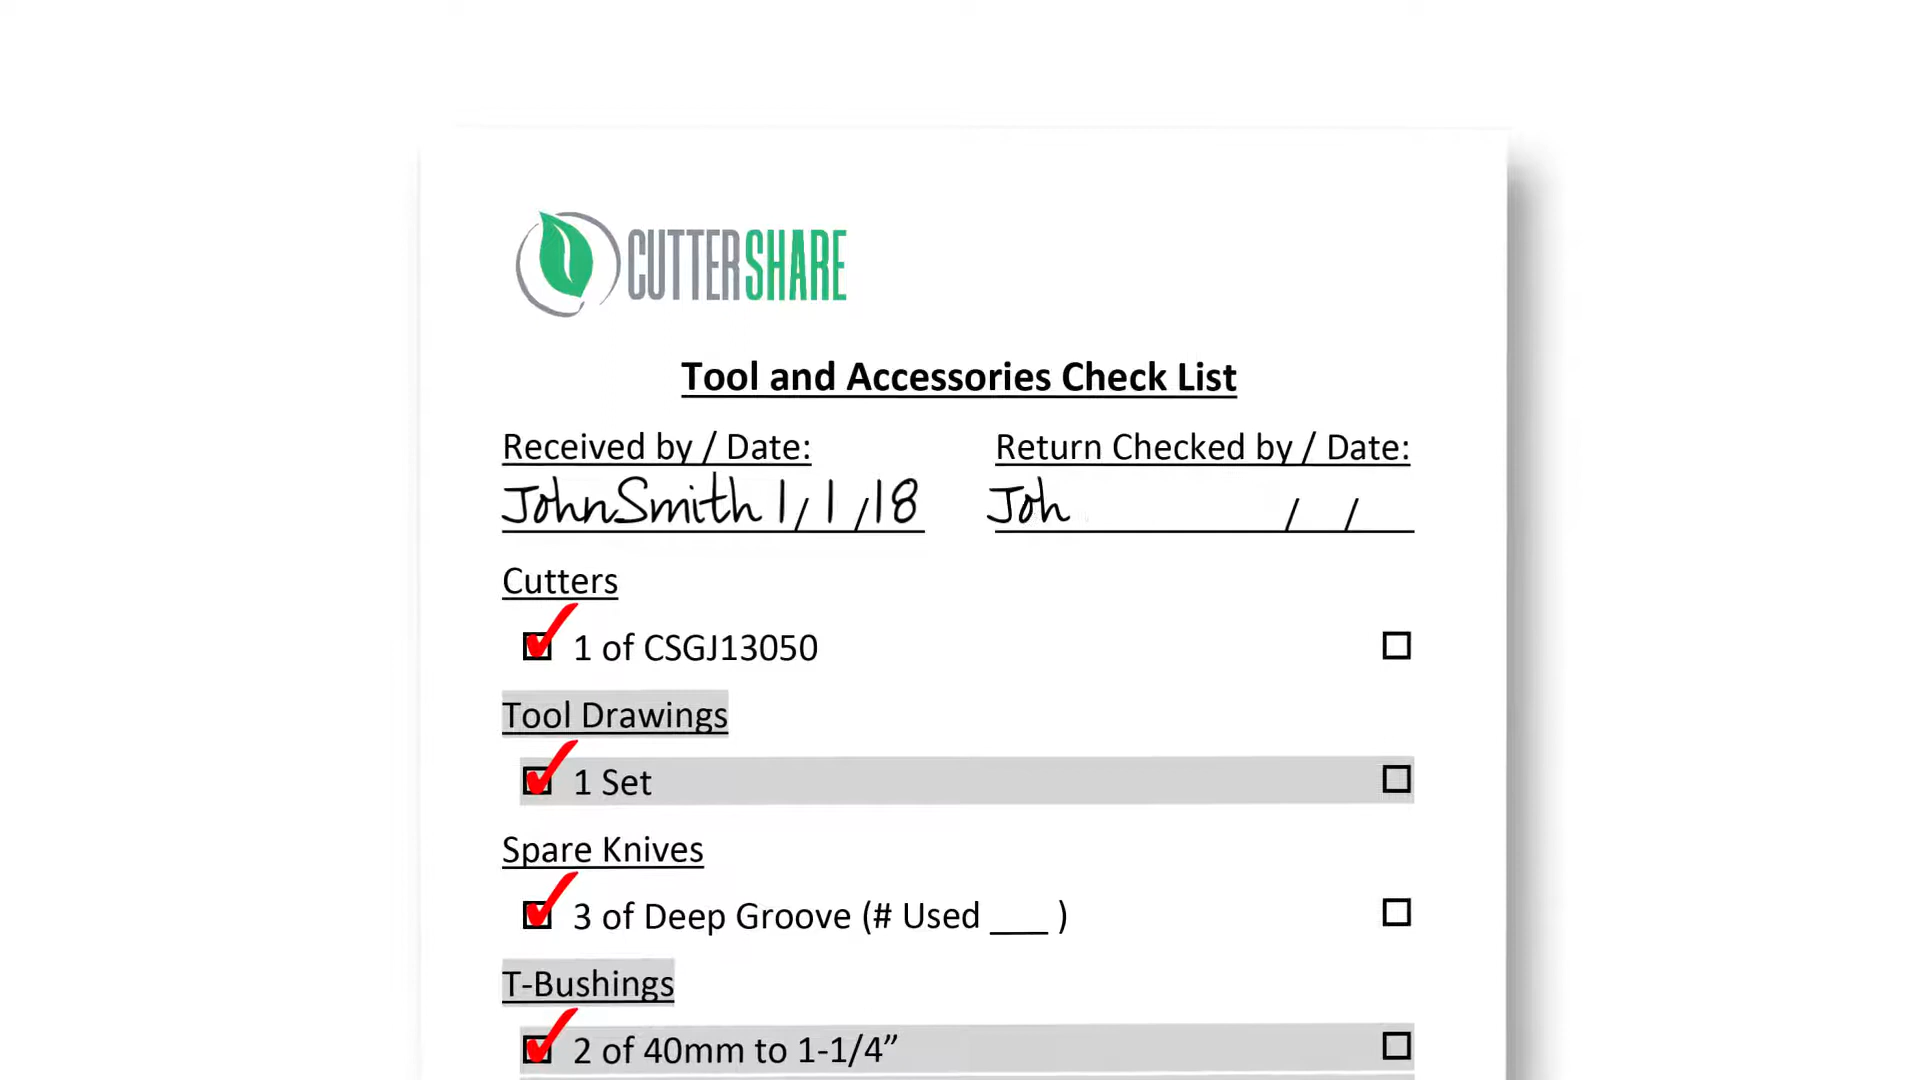 CUTTERSHARE
Tool and Accessories Check List
Received by / Date: Return Checked by / Date:
John Smith 1/1/18 Joh / /
Cutters
1 of CSGJ13050
Tool Drawings
1 Set
Spare Knives
3 of Deep Groove (# Used ___ )
T-Bushings
2 of 40mm to 1-1/4”